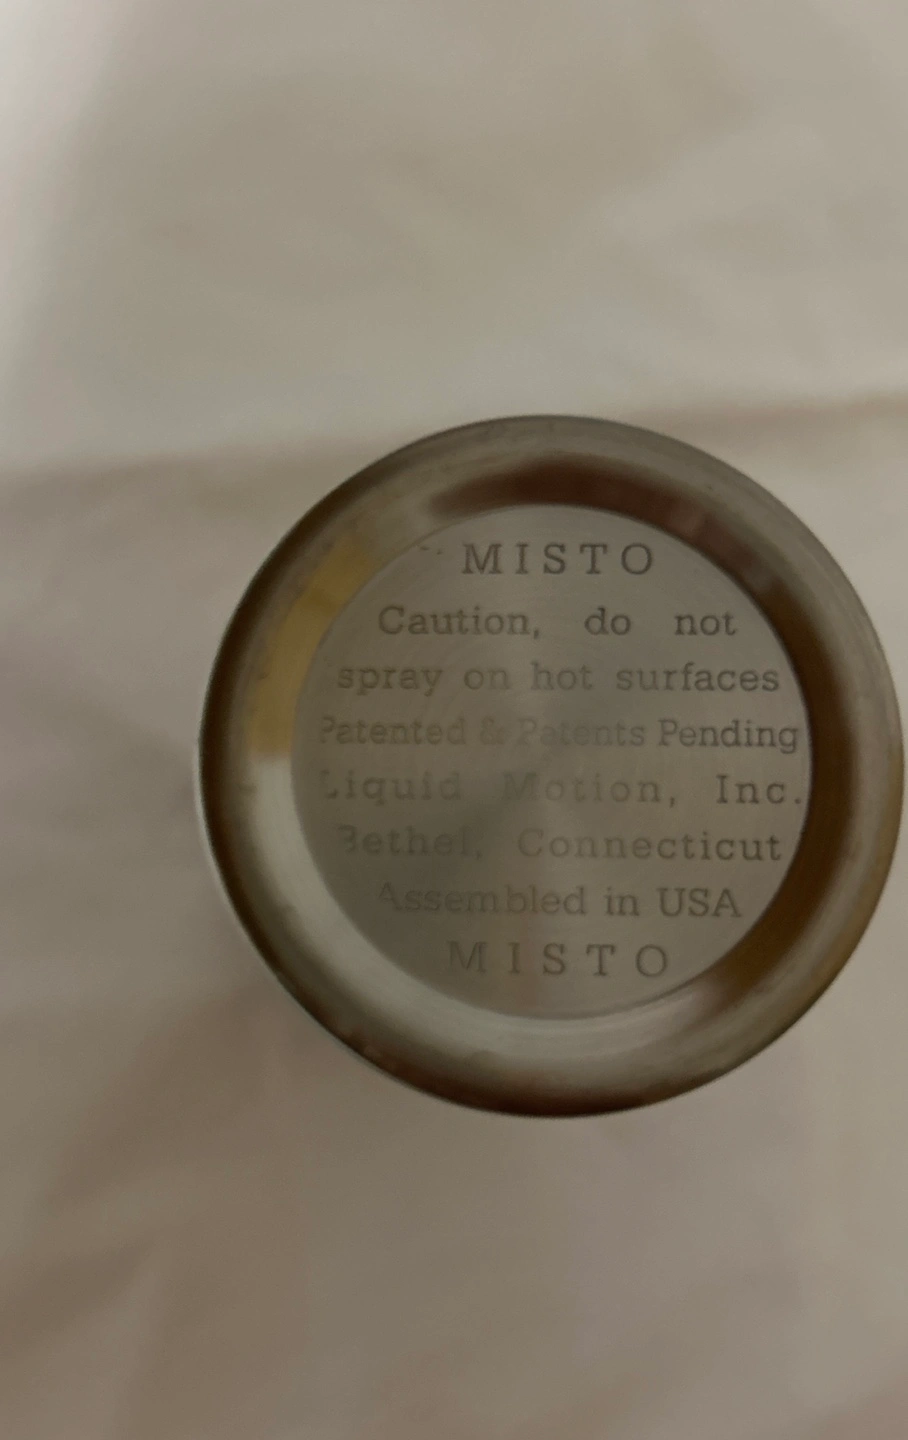 MISTO
Caution, do not
spray on hot surfaces
Patented & Patents Pending
Liquid Motion, Inc.
Bethel, Connecticut
Assembled in USA
MISTO